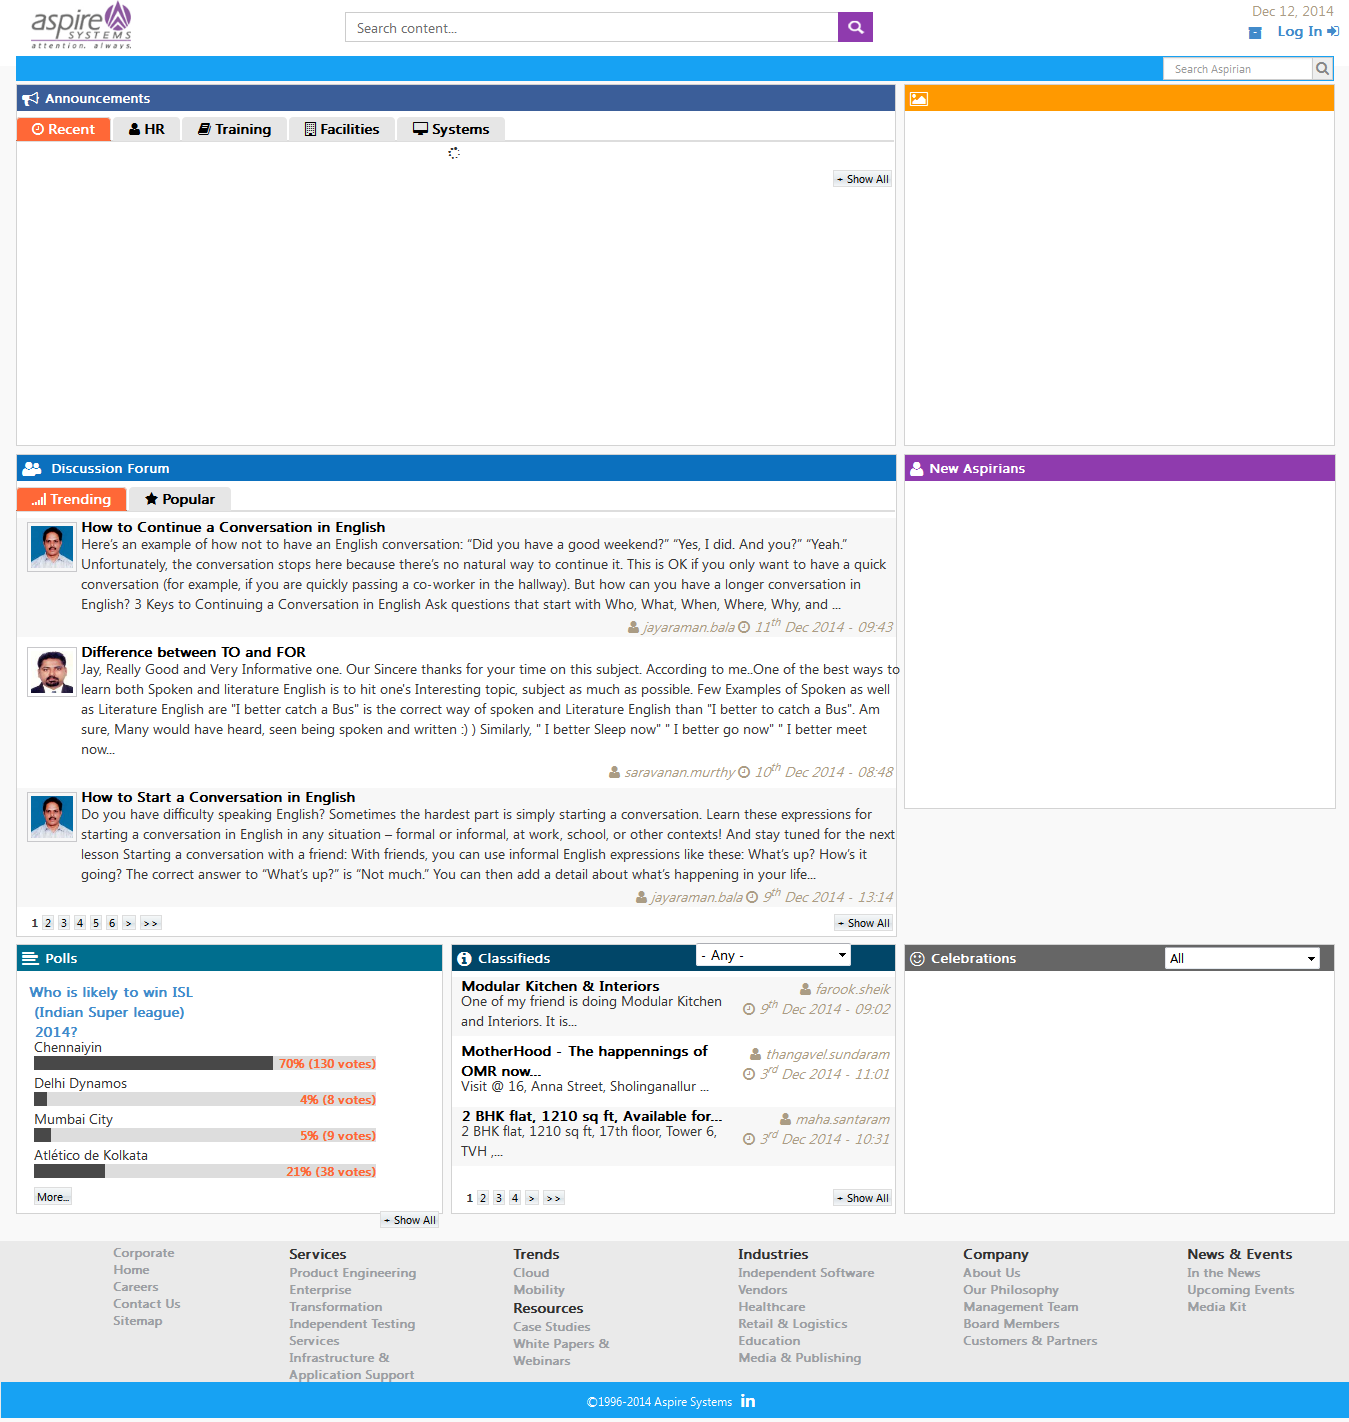 aspire
SYSTEMS
attention. always.
Search content...
Dec 12, 2014
Log In
Search Aspirian
Announcements
Recent
HR
Training
Facilities
Systems
+ Show All
Discussion Forum
Trending
Popular
How to Continue a Conversation in English
Here’s an example of how not to have an English conversation: “Did you have a good weekend?” “Yes, I did. And you?” “Yeah.”
Unfortunately, the conversation stops here because there’s no natural way to continue it. This is OK if you only want to have a quick
conversation (for example, if you are quickly passing a co-worker in the hallway). But how can you have a longer conversation in
English? 3 Keys to Continuing a Conversation in English Ask questions that start with Who, What, When, Where, Why, and ...
jayaraman.bala 11th Dec 2014 - 09:43
Difference between TO and FOR
Jay, Really Good and Very Informative one. Our Sincere thanks for your time on this subject. According to me..One of the best ways to
learn both Spoken and literature English is to hit one's Interesting topic, subject as much as possible. Few Examples of Spoken as well
as Literature English are "I better catch a Bus" is the correct way of spoken and Literature English than "I better to catch a Bus". Am
sure, Many would have heard, seen being spoken and written :) ) Similarly, " I better Sleep now" " I better go now" " I better meet
now...
saravanan.murthy 10th Dec 2014 - 08:48
How to Start a Conversation in English
Do you have difficulty speaking English? Sometimes the hardest part is simply starting a conversation. Learn these expressions for
starting a conversation in English in any situation – formal or informal, at work, school, or other contexts! And stay tuned for the next
lesson Starting a conversation with a friend: With friends, you can use informal English expressions like these: What’s up? How’s it
going? The correct answer to “What’s up?” is “Not much.” You can then add a detail about what’s happening in your life...
jayaraman.bala 9th Dec 2014 - 13:14
1 2 3 4 5 6 > >>
+ Show All
New Aspirians
Polls
Who is likely to win ISL
(Indian Super league)
2014?
Chennaiyin
70% (130 votes)
Delhi Dynamos
4% (8 votes)
Mumbai City
5% (9 votes)
Atlético de Kolkata
21% (38 votes)
More...
+ Show All
Classifieds
- Any -
Modular Kitchen & Interiors
One of my friend is doing Modular Kitchen
and Interiors. It is...
farook.sheik
9th Dec 2014 - 09:02
MotherHood - The happennings of
OMR now...
Visit @ 16, Anna Street, Sholinganallur ...
thangavel.sundaram
3rd Dec 2014 - 11:01
2 BHK flat, 1210 sq ft, Available for...
2 BHK flat, 1210 sq ft, 17th floor, Tower 6,
TVH ,...
maha.santaram
3rd Dec 2014 - 10:31
1 2 3 4 > >>
+ Show All
Celebrations
All
Corporate
Home
Careers
Contact Us
Sitemap
Services
Product Engineering
Enterprise
Transformation
Independent Testing
Services
Infrastructure &
Application Support
Trends
Cloud
Mobility
Resources
Case Studies
White Papers &
Webinars
Industries
Independent Software
Vendors
Healthcare
Retail & Logistics
Education
Media & Publishing
Company
About Us
Our Philosophy
Management Team
Board Members
Customers & Partners
News & Events
In the News
Upcoming Events
Media Kit
©1996-2014 Aspire Systems in